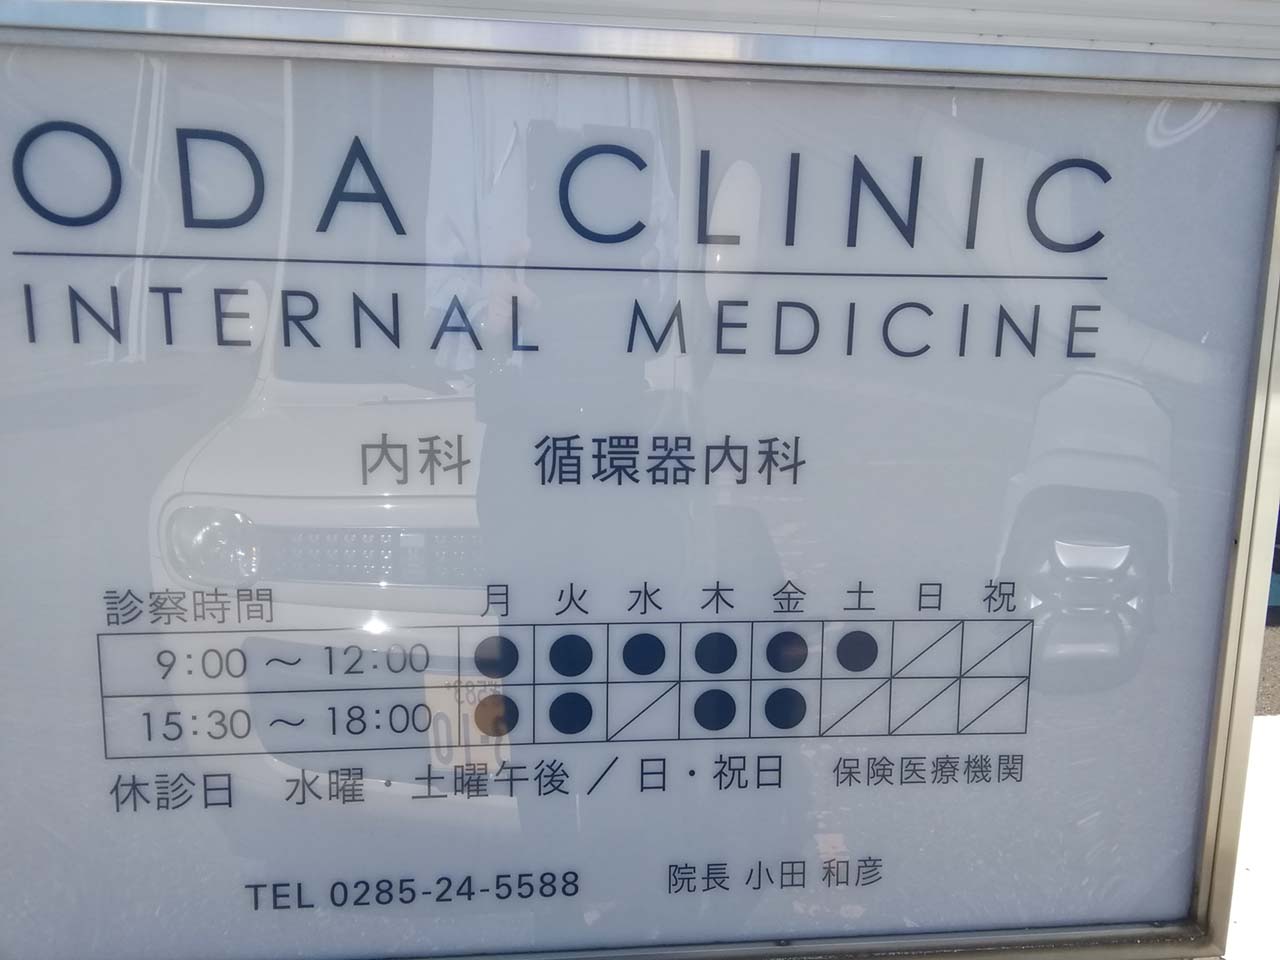 ODA CLINIC
INTERNAL MEDICINE
内科 循環器内科
診察時間 月 火 水 木 金 土 日 祝
9:00 ～ 12:00 ● ● ● ● ● ● ／ ／
15:30 ～ 18:00 ● ● ／ ● ● ／ ／ ／
休診日 水曜・土曜午後／日・祝日 保険医療機関
TEL 0285-24-5588 院長 小田 和彦